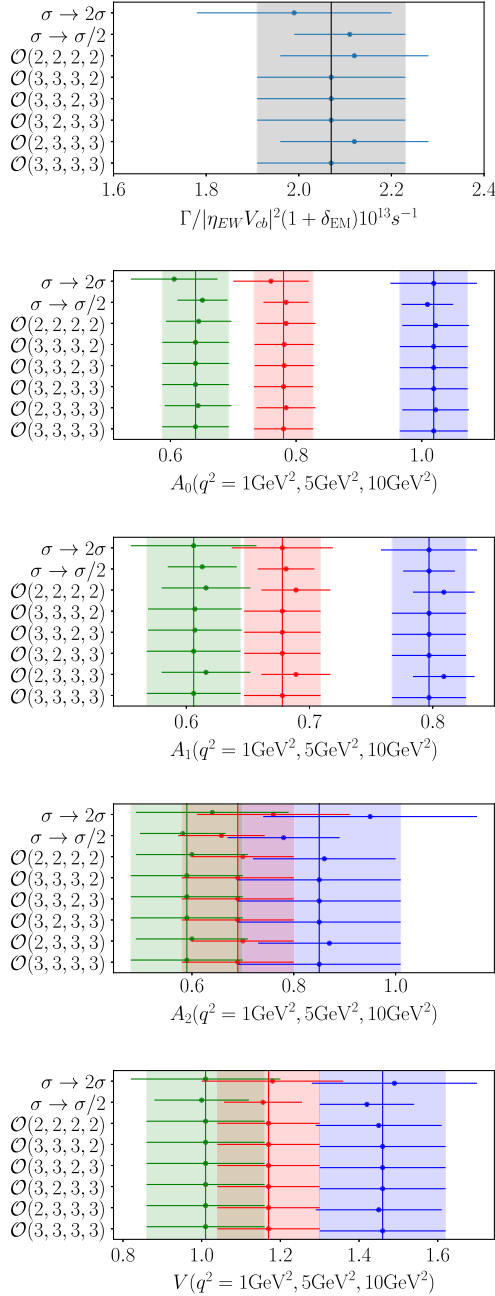 σ → 2σ
σ → σ/2
𝒪(2, 2, 2, 2)
𝒪(3, 3, 3, 2)
𝒪(3, 3, 2, 3)
𝒪(3, 2, 3, 3)
𝒪(2, 3, 3, 3)
𝒪(3, 3, 3, 3)
1.6 1.8 2.0 2.2 2.4
Γ/|η_{EW}V_{cb}|²(1 + δ_{EM})10¹³s⁻¹
σ → 2σ
σ → σ/2
𝒪(2, 2, 2, 2)
𝒪(3, 3, 3, 2)
𝒪(3, 3, 2, 3)
𝒪(3, 2, 3, 3)
𝒪(2, 3, 3, 3)
𝒪(3, 3, 3, 3)
0.6 0.8 1.0
A₀(q² = 1GeV², 5GeV², 10GeV²)
σ → 2σ
σ → σ/2
𝒪(2, 2, 2, 2)
𝒪(3, 3, 3, 2)
𝒪(3, 3, 2, 3)
𝒪(3, 2, 3, 3)
𝒪(2, 3, 3, 3)
𝒪(3, 3, 3, 3)
0.6 0.7 0.8
A₁(q² = 1GeV², 5GeV², 10GeV²)
σ → 2σ
σ → σ/2
𝒪(2, 2, 2, 2)
𝒪(3, 3, 3, 2)
𝒪(3, 3, 2, 3)
𝒪(3, 2, 3, 3)
𝒪(2, 3, 3, 3)
𝒪(3, 3, 3, 3)
0.6 0.8 1.0
A₂(q² = 1GeV², 5GeV², 10GeV²)
σ → 2σ
σ → σ/2
𝒪(2, 2, 2, 2)
𝒪(3, 3, 3, 2)
𝒪(3, 3, 2, 3)
𝒪(3, 2, 3, 3)
𝒪(2, 3, 3, 3)
𝒪(3, 3, 3, 3)
0.8 1.0 1.2 1.4 1.6
V(q² = 1GeV², 5GeV², 10GeV²)